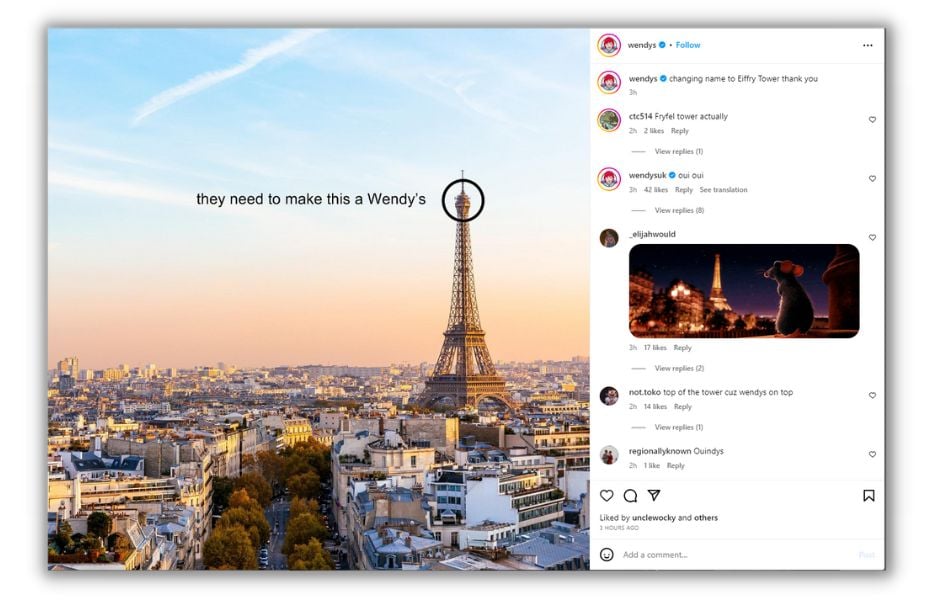 they need to make this a Wendy's
wendys • Follow
wendys changing name to Eiffry Tower thank you
3h
ctc514 Fryfel tower actually
2h 2 likes Reply
View replies (1)
wendysuk oui oui
3h 42 likes Reply See translation
View replies (8)
_elijahwould
3h 17 likes Reply
View replies (2)
not.toko top of the tower cuz wendys on top
2h 14 likes Reply
View replies (1)
regionallyknown Ouindys
2h 1 like Reply
Liked by unclewocky and others
3 HOURS AGO
Add a comment...
Post